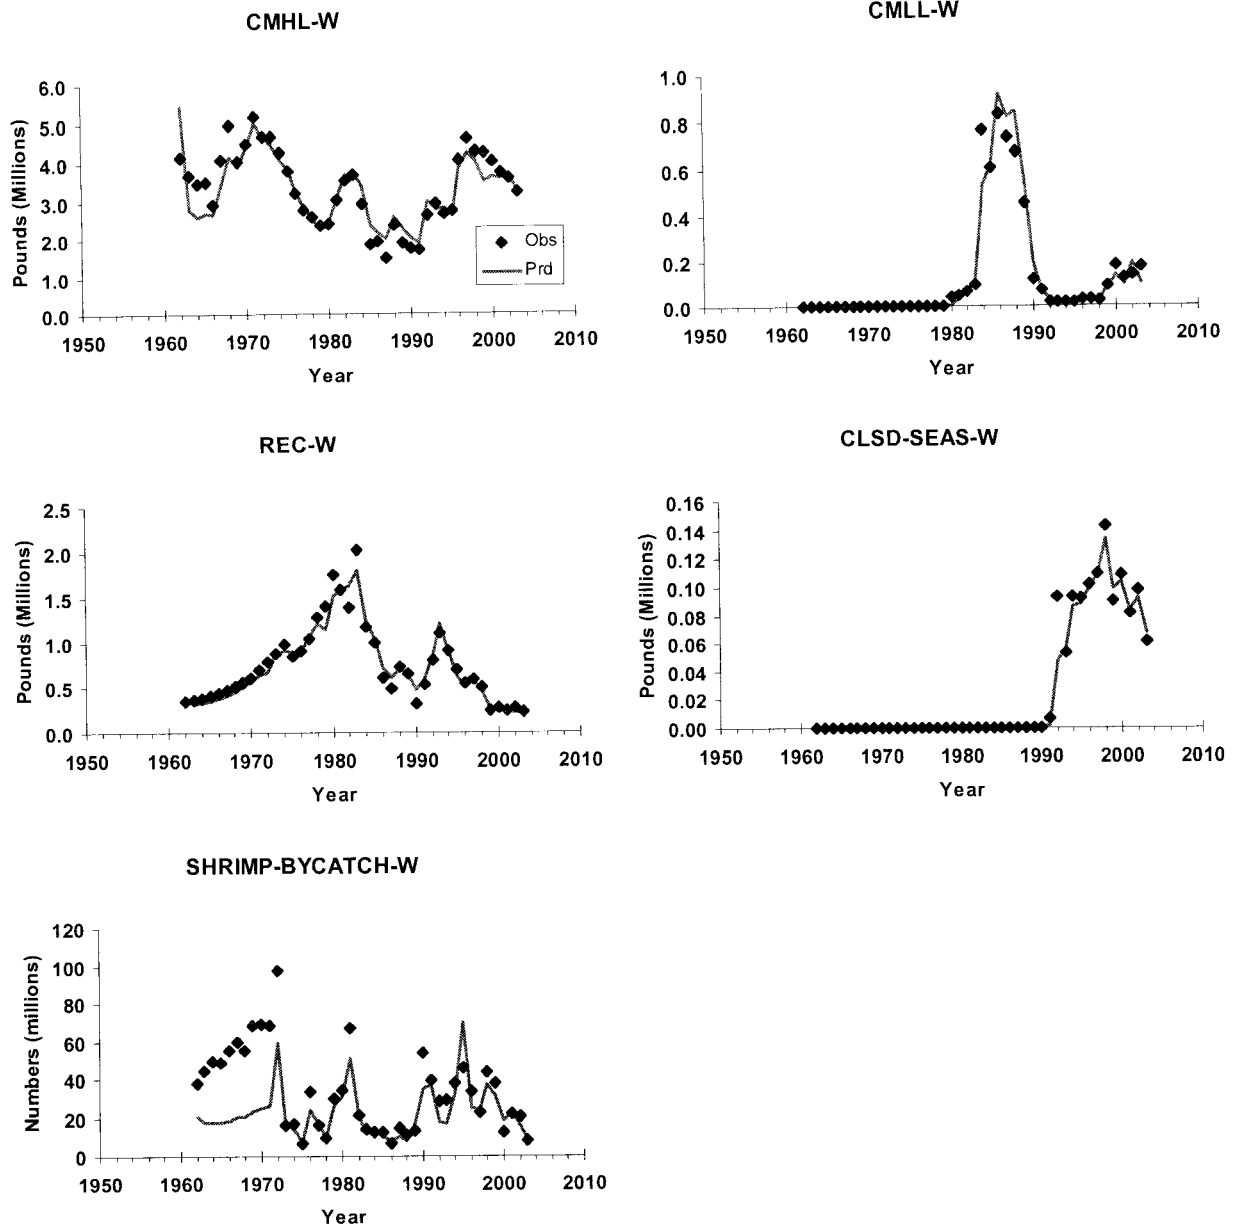 CMHL-W
6.0
5.0
4.0
3.0
2.0
1.0
0.0
Pounds (Millions)
Obs
Prd
1950 1960 1970 1980 1990 2000 2010
Year
CMLL-W
1.0
0.8
0.6
0.4
0.2
0.0
1950 1960 1970 1980 1990 2000 2010
Year
REC-W
2.5
2.0
1.5
1.0
0.5
0.0
Pounds (Millions)
1950 1960 1970 1980 1990 2000 2010
Year
CLSD-SEAS-W
0.16
0.14
0.12
0.10
0.08
0.06
0.04
0.02
0.00
Pounds (Millions)
1950 1960 1970 1980 1990 2000 2010
Year
SHRIMP-BYCATCH-W
120
100
80
60
40
20
0
Numbers (millions)
1950 1960 1970 1980 1990 2000 2010
Year